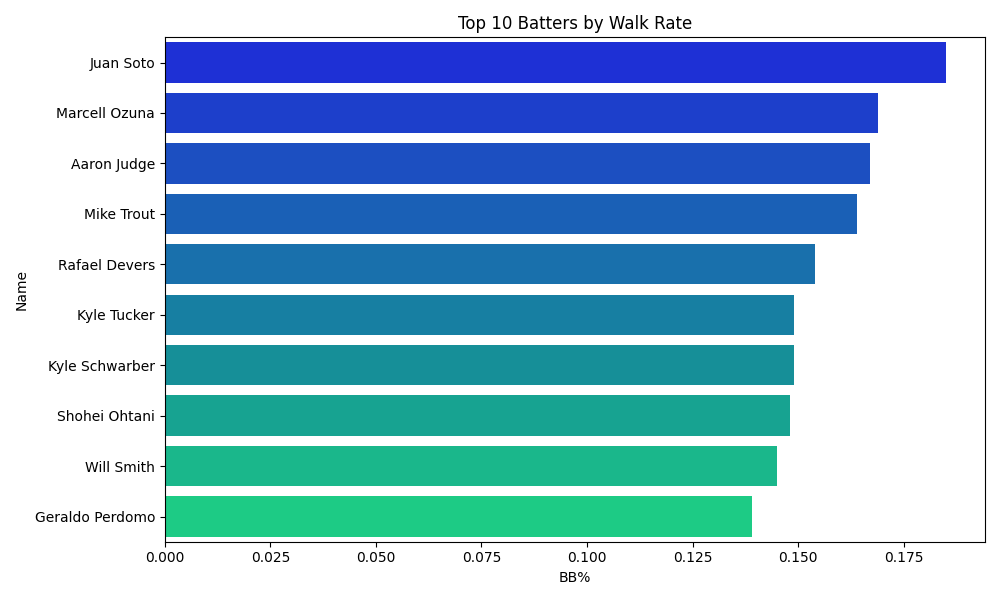 Top 10 Batters by Walk Rate
Name
Juan Soto
Marcell Ozuna
Aaron Judge
Mike Trout
Rafael Devers
Kyle Tucker
Kyle Schwarber
Shohei Ohtani
Will Smith
Geraldo Perdomo
0.000 0.025 0.050 0.075 0.100 0.125 0.150 0.175
BB%